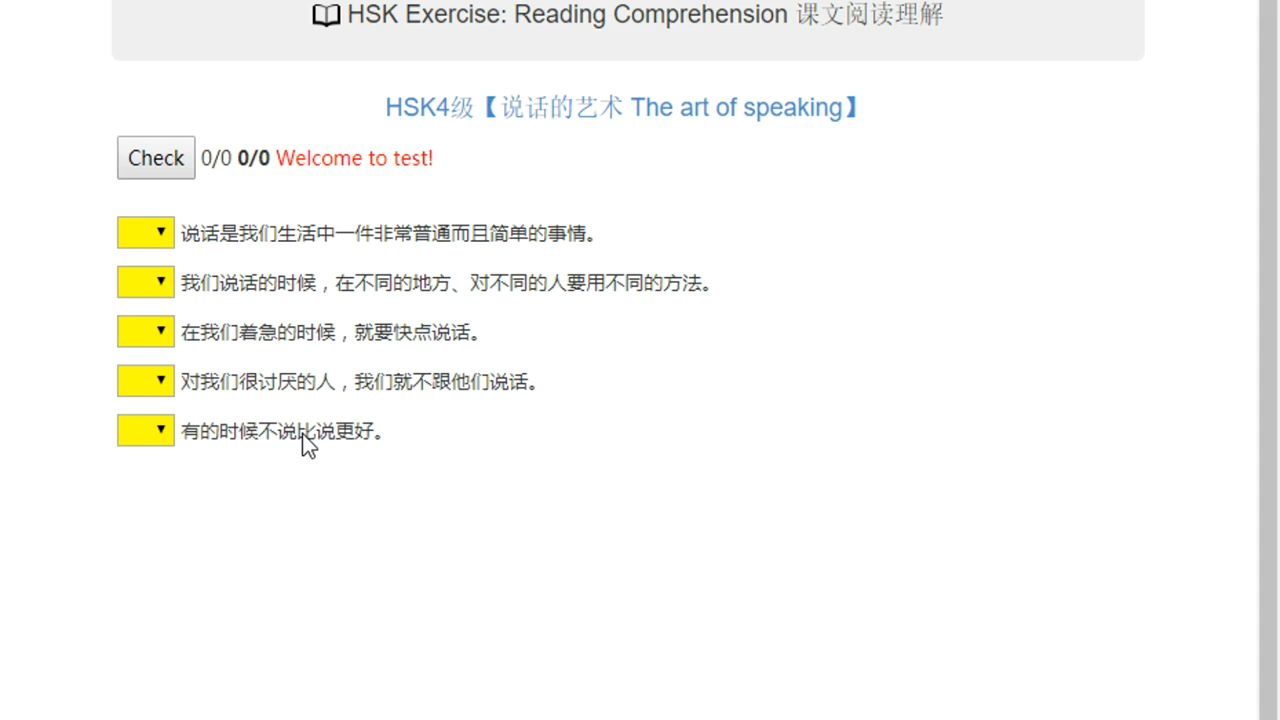 HSK Exercise: Reading Comprehension 课文阅读理解
HSK4级【说话的艺术 The art of speaking】
Check 0/0 0/0 Welcome to test!
说话是我们生活中一件非常普通而且简单的事情。
我们说话的时候，在不同的地方、对不同的人要用不同的方法。
在我们着急的时候，就要快点说话。
对我们很讨厌的人，我们就不跟他们说话。
有的时候不说比说更好。